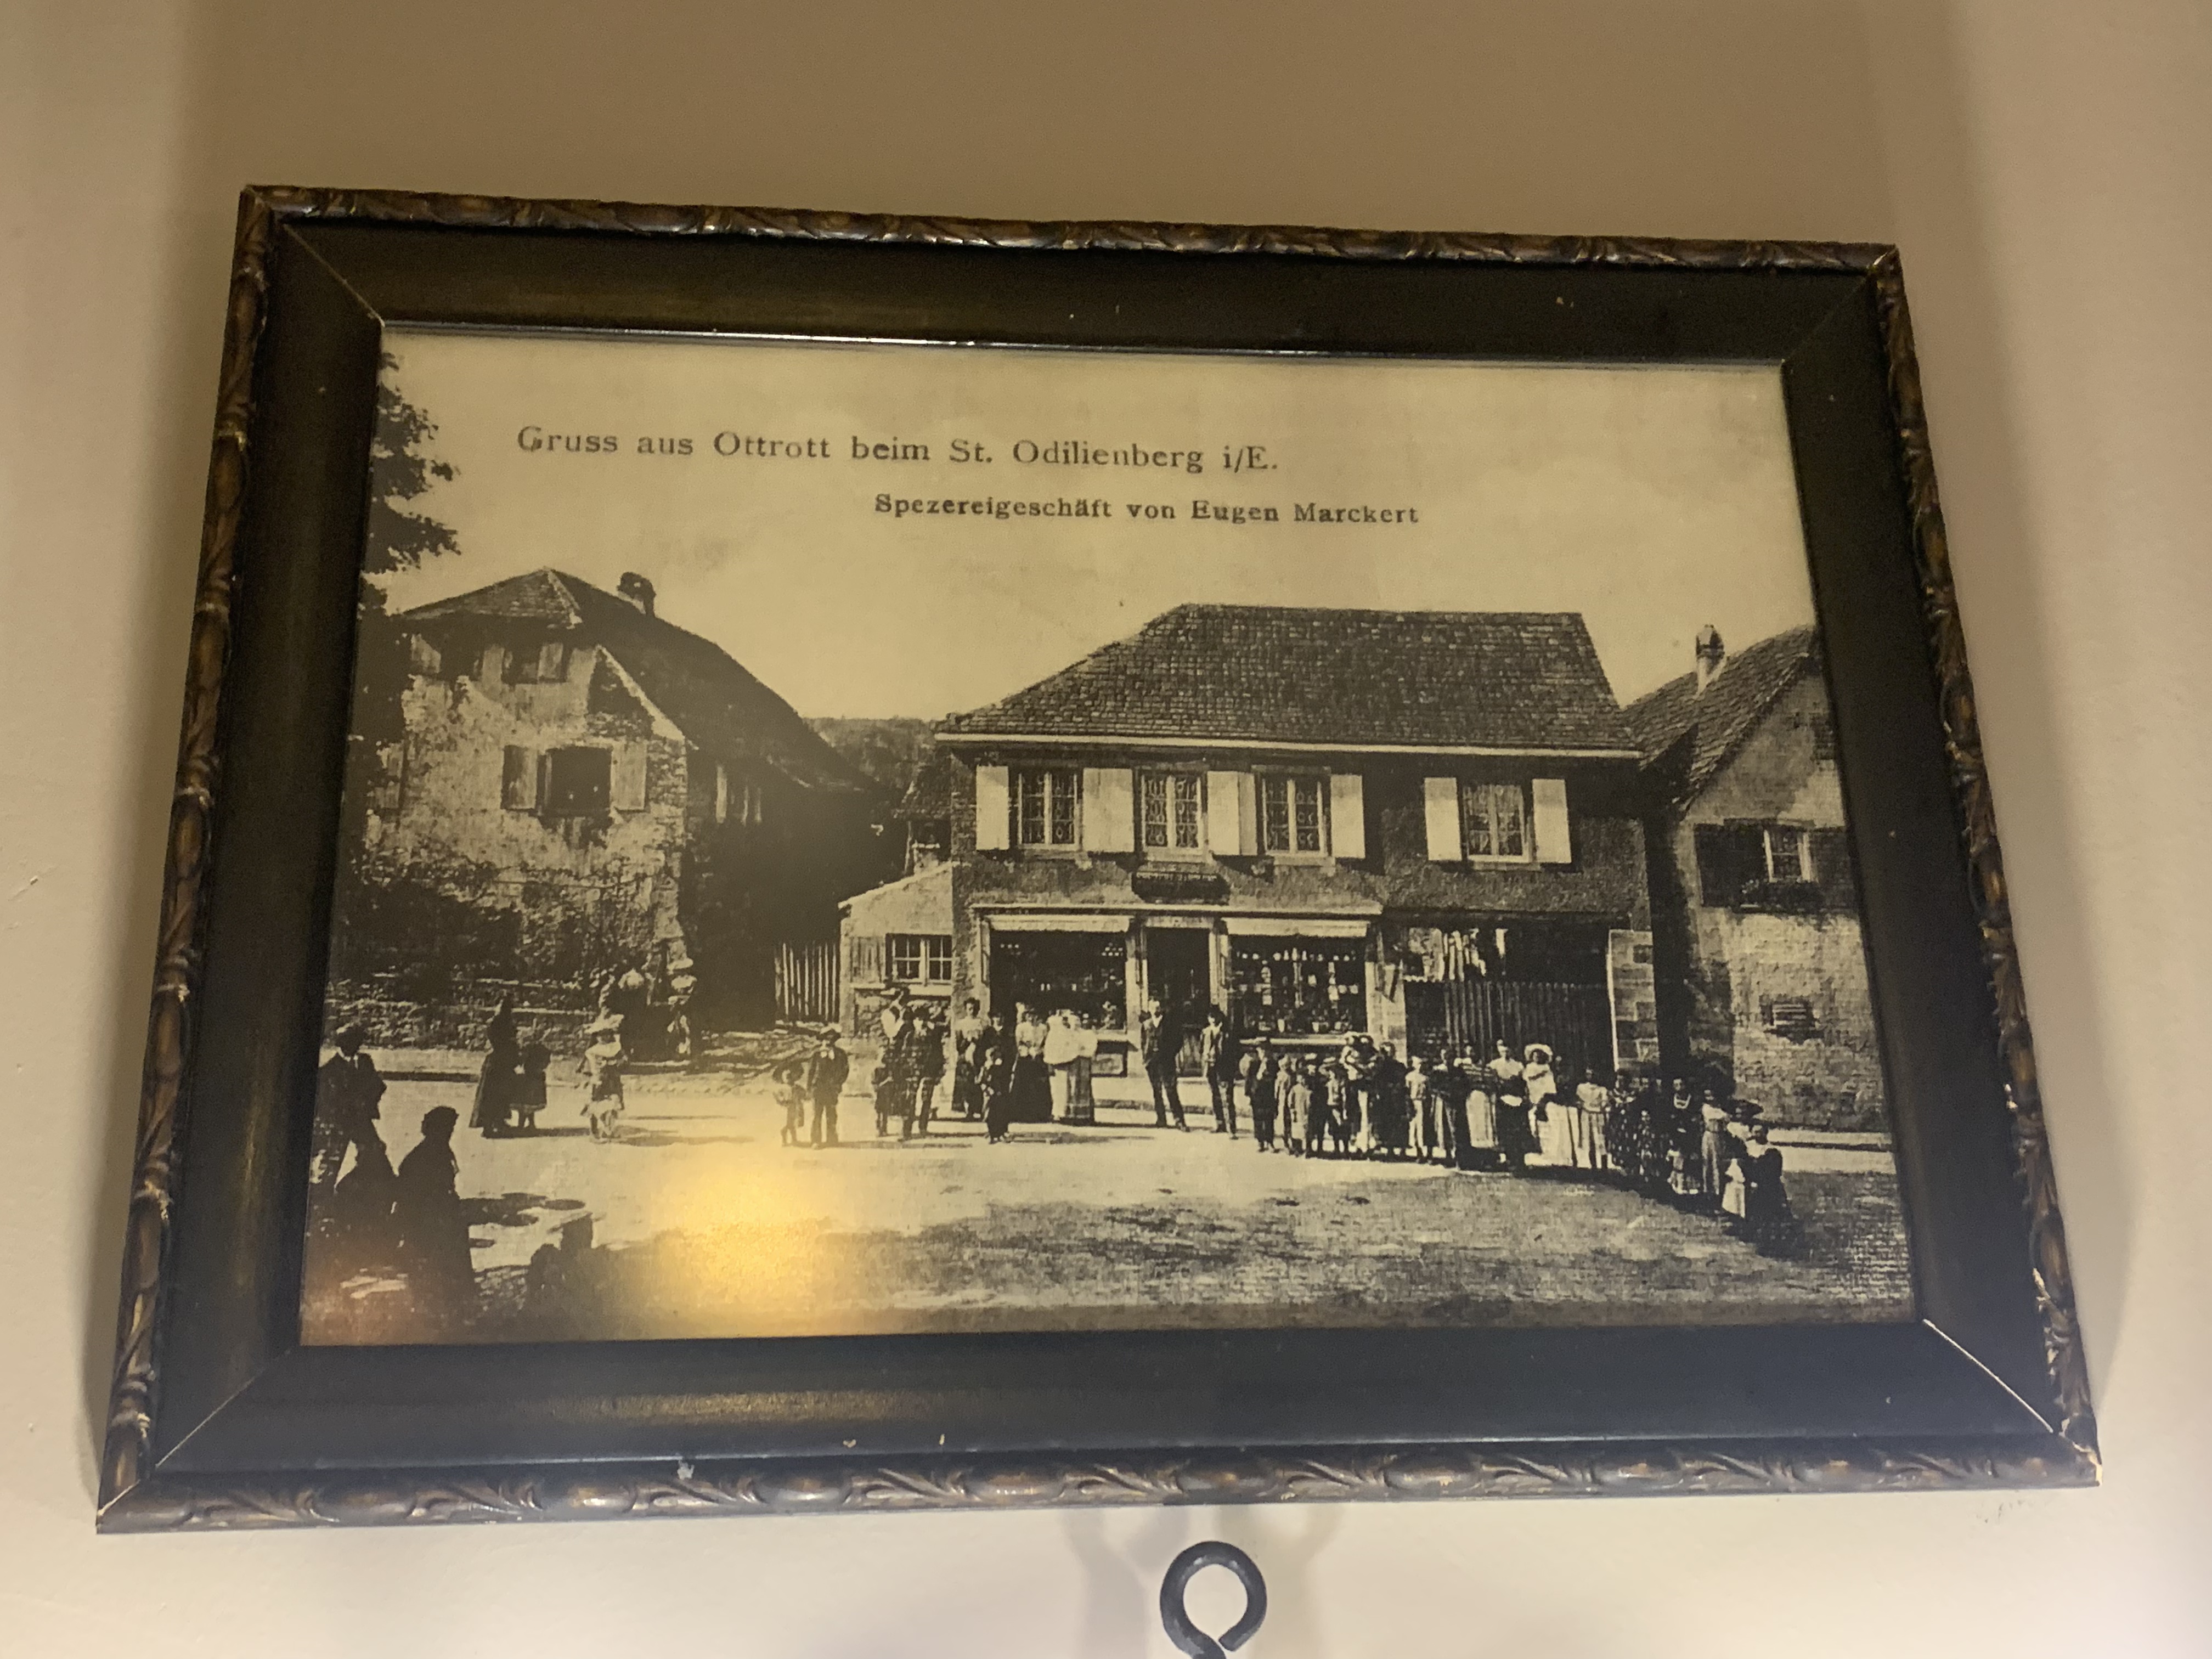 Gruss aus Ottrott beim St. Odilienberg i/E.
Spezereigeschäft von Eugen Marckert